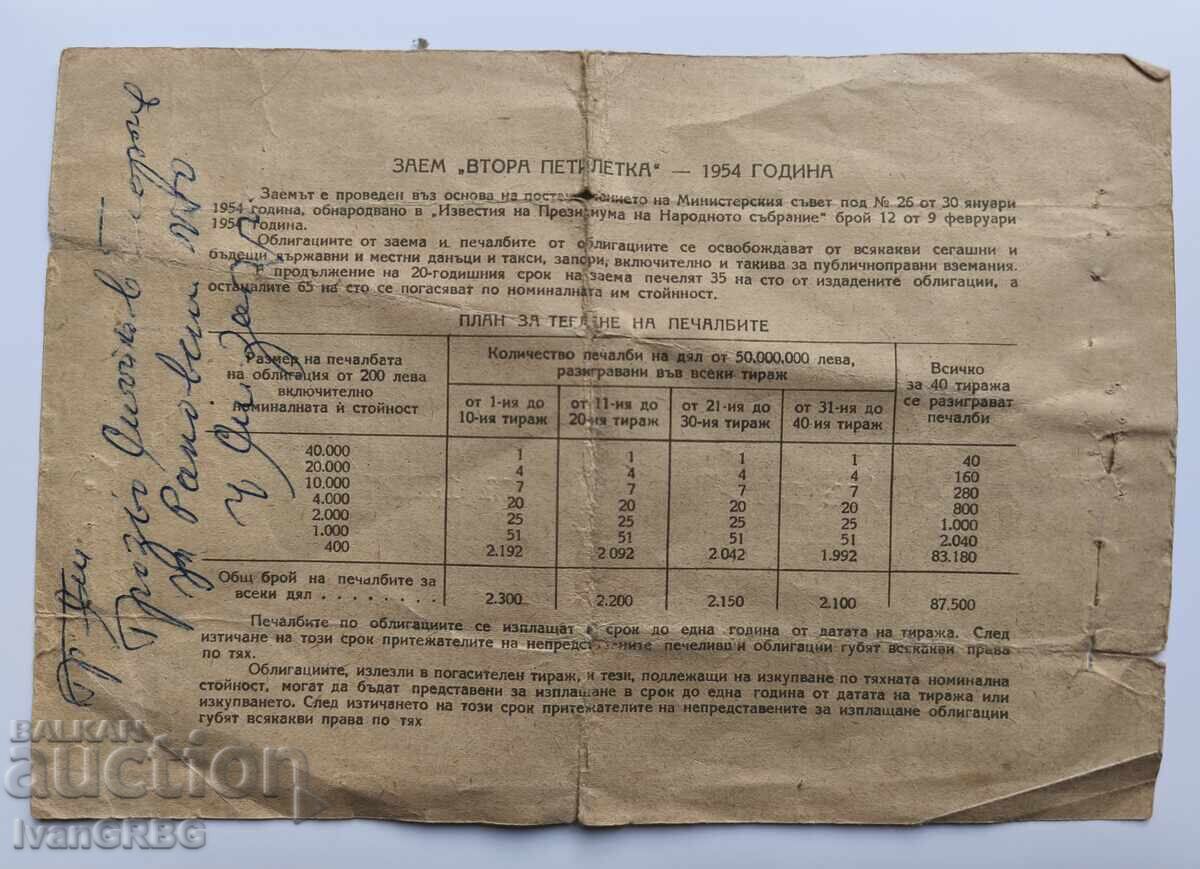 ЗАЕМ „ВТОРА ПЕТИЛЕТКА“ — 1954 ГОДИНА
Заемът е проведен въз основа на постановлението на Министерския съвет под № 26 от 30 януари
1954 година, обнародвано в „Известия на Президиума на Народното събрание“ брой 12 от 9 февруари
1954 година.
Облигациите от заема и печалбите от облигациите се освобождават от всякакви сегашни и
бъдещи държавни и местни данъци и такси, запори, включително и такива за публичноправни вземания.
В продължение на 20-годишния срок на заема печелят 35 на сто от издадените облигации, а
останалите 65 на сто се погасяват по номиналната им стойност.
ПЛАН ЗА ТЕГЛЕНЕ НА ПЕЧАЛБИТЕ
Размер на печалбата
на облигация от 200 лева
включително
номиналната ѝ стойност
Количество печалби на дял от 50,000,000 лева,
разигравани във всеки тираж
Всичко
за 40 тиража
се разиграват
печалби
от 1-ия до
10-ия тираж
от 11-ия до
20-ия тираж
от 21-ия до
30-ия тираж
от 31-ия до
40-ия тираж
40.000 1 1 1 1 40
20.000 4 4 4 4 160
10.000 7 7 7 7 280
4.000 20 20 20 20 800
2.000 25 25 25 25 1.000
1.000 51 51 51 51 2.040
400 2.192 2 092 2.042 1.992 83.180
Общ брой на печалбите за
всеки дял . . . . . . . . 2.300 2.200 2.150 2.100 87.500
Печалбите по облигациите се изплащат в срок до една година от датата на тиража. След
изтичане на този срок притежателите на непредставените печеливши облигации губят всякакви права
по тях.
Облигациите, излезли в погасителен тираж, и тези, подлежащи на изкупуване по тяхната номинална
стойност, могат да бъдат представени за изплащане в срок до една година от датата на тиража или
изкупуването. След изтичането на този срок притежателите на непредставените за изплащане облигации
губят всякакви права по тях
BALKAN
auction
IvanGRBG